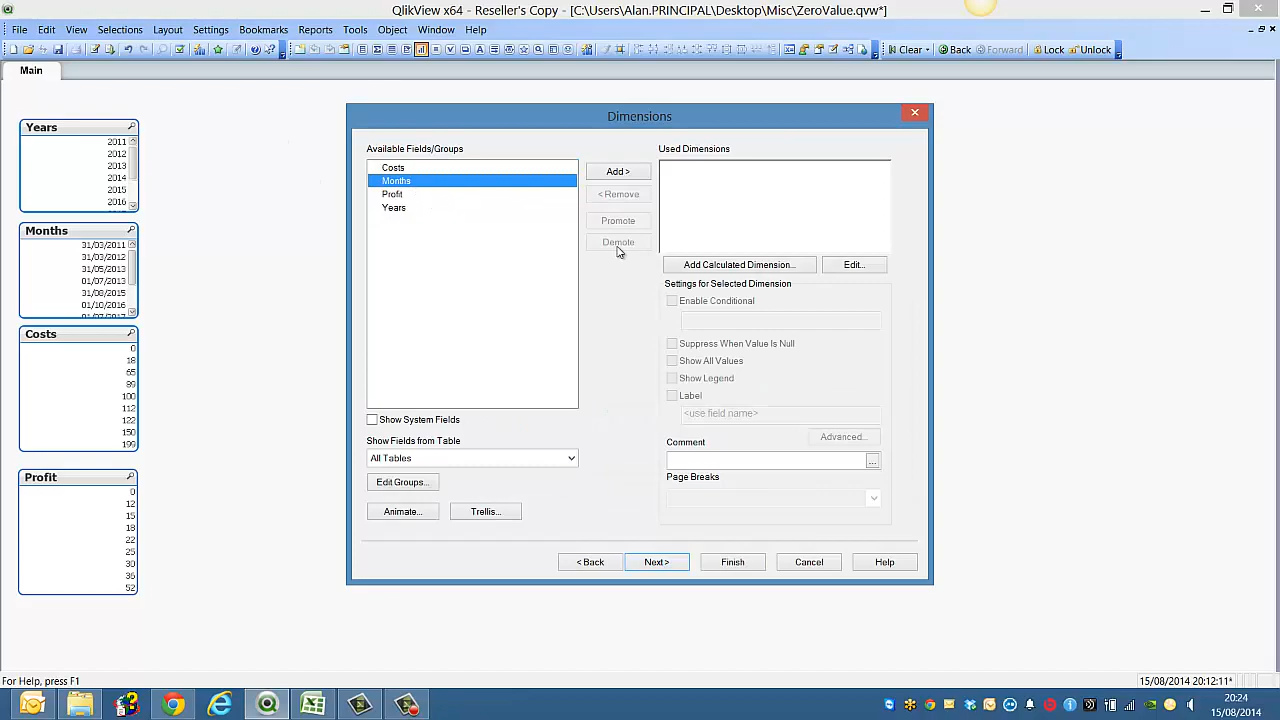 QlikView x64 - Reseller's Copy - [C:\Users\Alan.PRINCIPAL\Desktop\Misc\ZeroValue.qvw*]
File Edit View Selections Layout Settings Bookmarks Reports Tools Object Window Help
Clear Back Forward Lock Unlock
Main
Years
2011
2012
2013
2014
2015
2016
Months
31/03/2011
31/03/2012
31/05/2013
01/07/2013
31/08/2015
01/10/2016
01/07/2017
Costs
0
18
65
89
100
112
122
150
199
Profit
0
12
15
18
22
25
30
36
52
Dimensions
Available Fields/Groups
Costs
Months
Profit
Years
Add >
< Remove
Promote
Demote
Used Dimensions
Add Calculated Dimension...
Edit...
Settings for Selected Dimension
Enable Conditional
Suppress When Value Is Null
Show All Values
Show Legend
Label
<use field name>
Advanced...
Comment
...
Page Breaks
Show System Fields
Show Fields from Table
All Tables
Edit Groups...
Animate...
Trellis...
< Back
Next >
Finish
Cancel
Help
For Help, press F1
15/08/2014 20:12:11*
20:24
15/08/2014